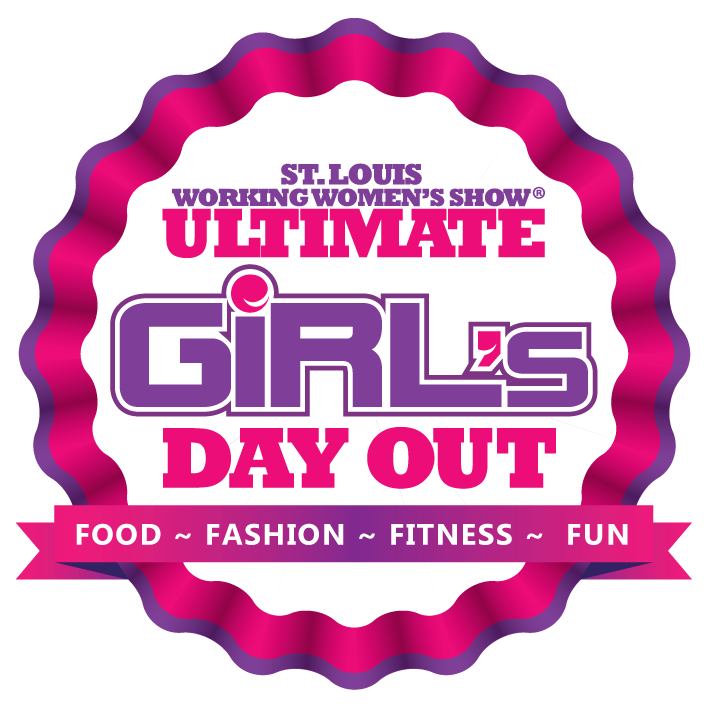 ST. LOUIS
WORKING WOMEN'S SHOW®
ULTIMATE
GiRL's
DAY OUT
FOOD ~ FASHION ~ FITNESS ~ FUN